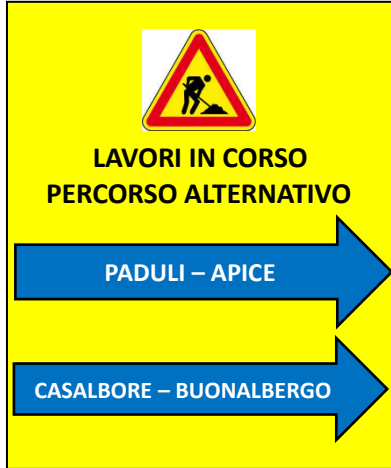 LAVORI IN CORSO
PERCORSO ALTERNATIVO
PADULI – APICE
CASALBORE – BUONALBERGO